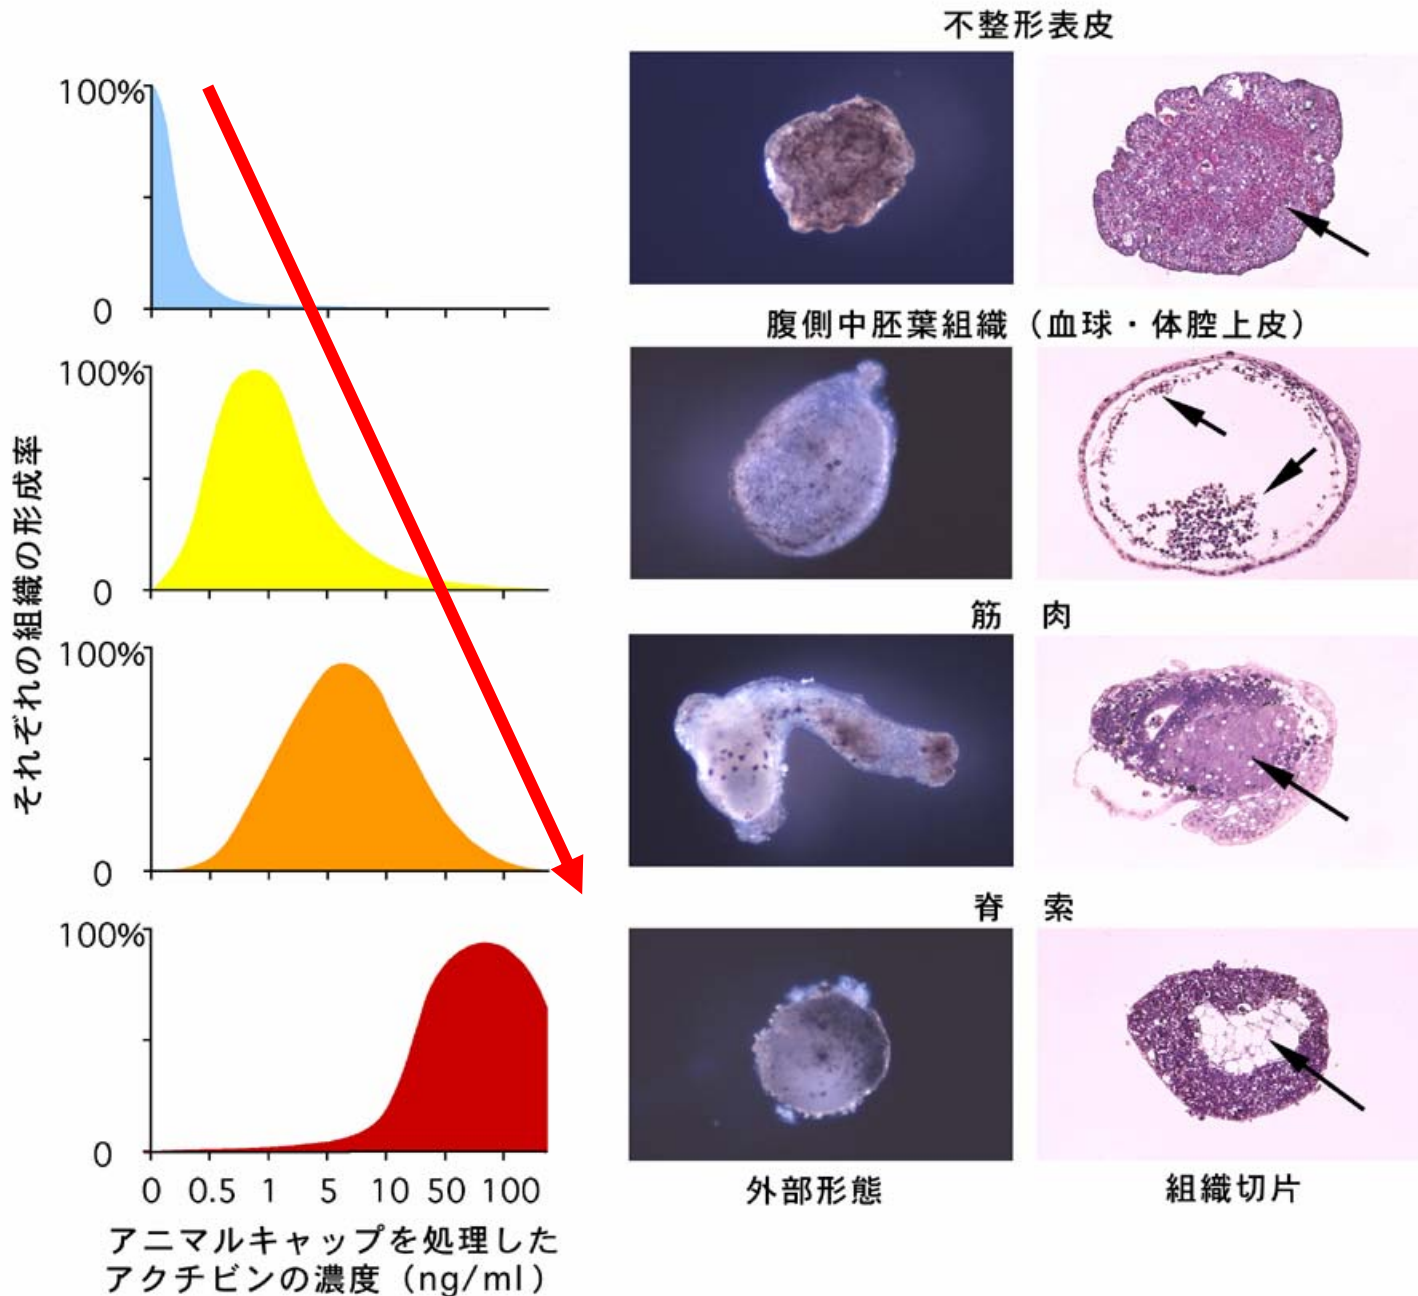 不整形表皮
100%
0
腹側中胚葉組織（血球・体腔上皮）
100%
0
それぞれの組織の形成率
筋 肉
100%
0
脊 索
100%
0
0 0.5 1 5 10 50 100
アニマルキャップを処理した
アクチビンの濃度（ng/ml）
外部形態
組織切片